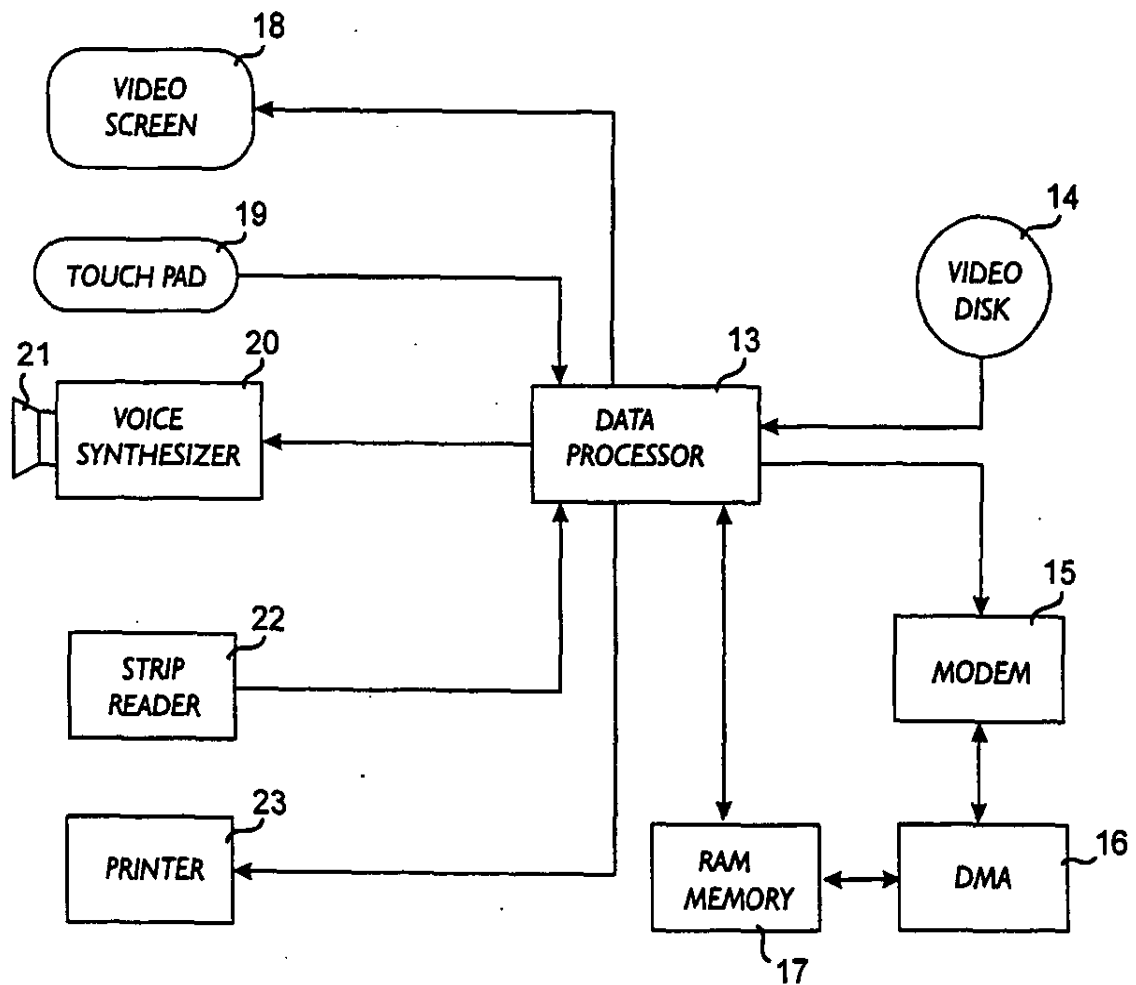 18
VIDEO
SCREEN
19
TOUCH PAD
14
VIDEO
DISK
21
20
VOICE
SYNTHESIZER
13
DATA
PROCESSOR
22
STRIP
READER
15
MODEM
23
PRINTER
RAM
MEMORY
17
DMA
16